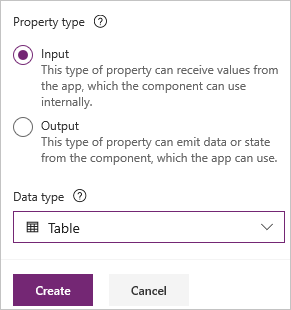 Property type ?
Input
This type of property can receive values from
the app, which the component can use
internally.
Output
This type of property can emit data or state
from the component, which the app can use.
Data type ?
Table
Create Cancel